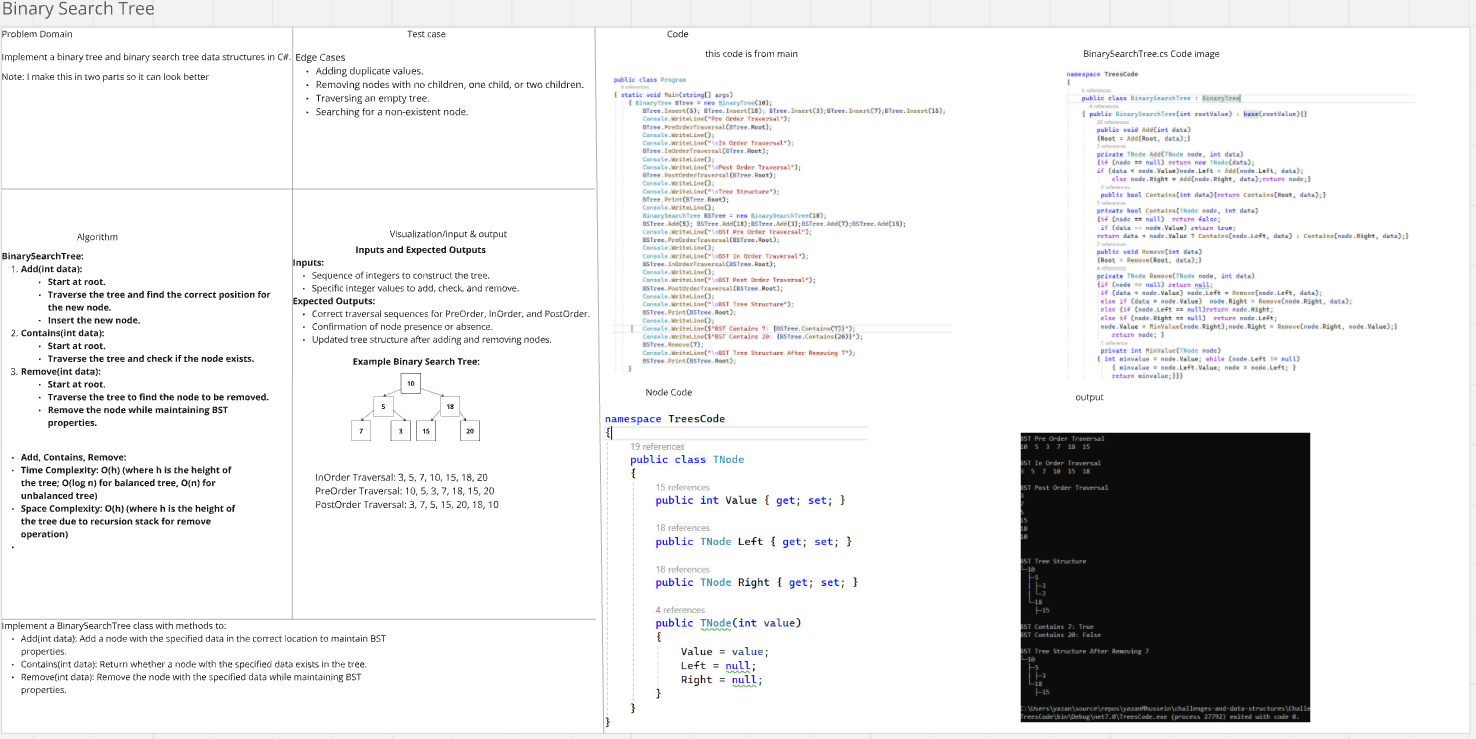 Binary Search Tree
Problem Domain
Implement a binary tree and binary search tree data structures in C#.
Note: I make this in two parts so it can look better
Test case
Edge Cases
· Adding duplicate values.
· Removing nodes with no children, one child, or two children.
· Traversing an empty tree.
· Searching for a non-existent node.
Algorithm
BinarySearchTree:
1. Add(int data):
· Start at root.
· Traverse the tree and find the correct position for
the new node.
· Insert the new node.
2. Contains(int data):
· Start at root.
· Traverse the tree and check if the node exists.
3. Remove(int data):
· Start at root.
· Traverse the tree to find the node to be removed.
· Remove the node while maintaining BST
properties.
· Add, Contains, Remove:
· Time Complexity: O(h) (where h is the height of
the tree; O(log n) for balanced tree, O(n) for
unbalanced tree)
· Space Complexity: O(h) (where h is the height of
the tree due to recursion stack for remove
operation)
·
Visualization/input & output
Inputs and Expected Outputs
Inputs:
· Sequence of integers to construct the tree.
· Specific integer values to add, check, and remove.
Expected Outputs:
· Correct traversal sequences for PreOrder, InOrder, and PostOrder.
· Confirmation of node presence or absence.
· Updated tree structure after adding and removing nodes.
Example Binary Search Tree:
10
5 18
7 3 15 20
InOrder Traversal: 3, 5, 7, 10, 15, 18, 20
PreOrder Traversal: 10, 5, 3, 7, 18, 15, 20
PostOrder Traversal: 3, 7, 5, 15, 20, 18, 10
Implement a BinarySearchTree class with methods to:
· Add(int data): Add a node with the specified data in the correct location to maintain BST
properties.
· Contains(int data): Return whether a node with the specified data exists in the tree.
· Remove(int data): Remove the node with the specified data while maintaining BST
properties.
Code
this code is from main
public class Program
0 references
{ static void Main(string[] args)
{ BinaryTree BTree = new BinaryTree(10);
BTree.Insert(5); BTree.Insert(18); BTree.Insert(3);BTree.Insert(7);BTree.Insert(15);
Console.WriteLine("Pre Order Traversal");
BTree.PreOrderTraversal(BTree.Root);
Console.WriteLine();
Console.WriteLine("\nIn Order Traversal");
BTree.InOrderTraversal(BTree.Root);
Console.WriteLine();
Console.WriteLine("\nPost Order Traversal");
BTree.PostOrderTraversal(BTree.Root);
Console.WriteLine();
Console.WriteLine("\nTree Structure");
BTree.Print(BTree.Root);
Console.WriteLine();
BinarySearchTree BSTree = new BinarySearchTree(10);
BSTree.Add(5); BSTree.Add(18);BSTree.Add(3);BSTree.Add(7);BSTree.Add(15);
Console.WriteLine("\nBST Pre Order Traversal");
BSTree.PreOrderTraversal(BSTree.Root);
Console.WriteLine();
Console.WriteLine("\nBST In Order Traversal");
BSTree.InOrderTraversal(BSTree.Root);
Console.WriteLine();
Console.WriteLine("\nBST Post Order Traversal");
BSTree.PostOrderTraversal(BSTree.Root);
Console.WriteLine();
Console.WriteLine("\nBST Tree Structure");
BSTree.Print(BSTree.Root);
Console.WriteLine();
Console.WriteLine($"BST Contains 7: {BSTree.Contains(7)}");
Console.WriteLine($"BST Contains 20: {BSTree.Contains(20)}");
BSTree.Remove(7);
Console.WriteLine("\nBST Tree Structure After Removing 7");
BSTree.Print(BSTree.Root);
}
Node Code
namespace TreesCode
{
19 references
public class TNode
{
15 references
public int Value { get; set; }
18 references
public TNode Left { get; set; }
18 references
public TNode Right { get; set; }
4 references
public TNode(int value)
{
Value = value;
Left = null;
Right = null;
}
}
}
BinarySearchTree.cs Code image
namespace TreesCode
{
public class BinarySearchTree : BinaryTree
{ public BinarySearchTree(int rootValue) : base(rootValue){}
public void Add(int data)
{Root = Add(Root, data);}
private TNode Add(TNode node, int data)
{if (node == null) return new TNode(data);
if (data < node.Value)node.Left = Add(node.Left, data);
else node.Right = Add(node.Right, data);return node;}
public bool Contains(int data){return Contains(Root, data);}
private bool Contains(TNode node, int data)
{if (node == null) return false;
if (data == node.Value) return true;
return data < node.Value ? Contains(node.Left, data) : Contains(node.Right, data);}
public void Remove(int data)
{Root = Remove(Root, data);}
private TNode Remove(TNode node, int data)
{if (node == null) return null;
if (data < node.Value) node.Left = Remove(node.Left, data);
else if (data > node.Value) node.Right = Remove(node.Right, data);
else {if (node.Left == null)return node.Right;
else if (node.Right == null) return node.Left;
node.Value = MinValue(node.Right);node.Right = Remove(node.Right, node.Value);}
return node; }
1 reference
private int MinValue(TNode node)
{ int minvalue = node.Value; while (node.Left != null)
{ minvalue = node.Left.Value; node = node.Left; }
return minvalue;}}}
output
BST Pre Order Traversal
10 5 3 7 18 15
BST In Order Traversal
3 5 7 10 15 18
BST Post Order Traversal
3
7
5
15
18
10
BST Tree Structure
└─10
├─5
│ ├─3
│ └─7
└─18
├─15
BST Contains 7: True
BST Contains 20: False
BST Tree Structure After Removing 7
└─10
├─5
│ ├─3
└─18
├─15
C:\Users\yazan\source\repos\yazanMhussein\challenges-and-data-structures\Challe
TreesCode\bin\Debug\net7.0\TreesCode.exe (process 27792) exited with code 0.